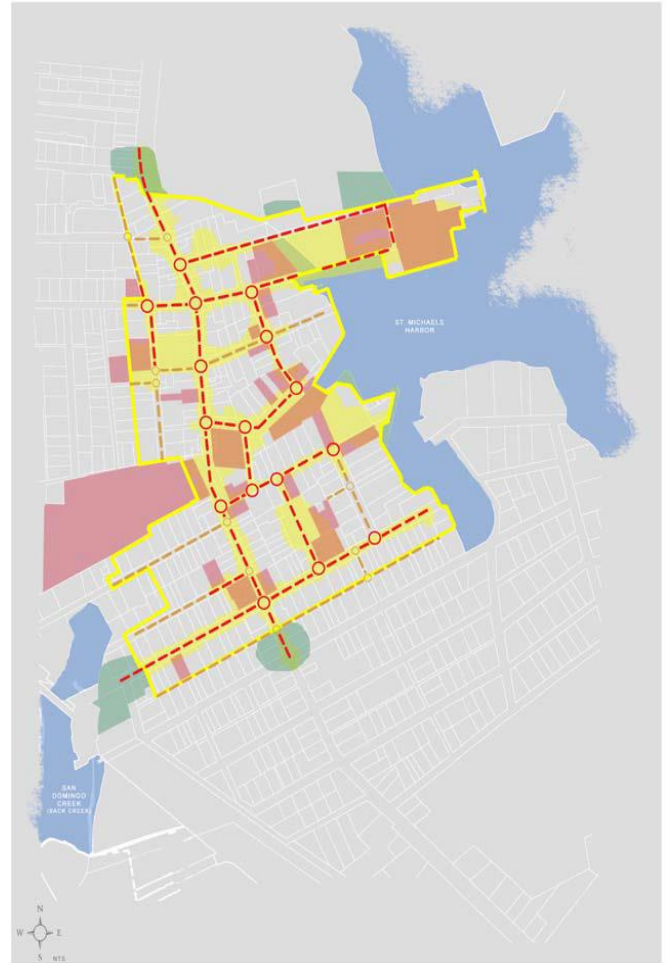 ST. MICHAELS
HARBOR
SAN
DOMINGO
CREEK
(BACK CREEK)
N
W E
S NTS